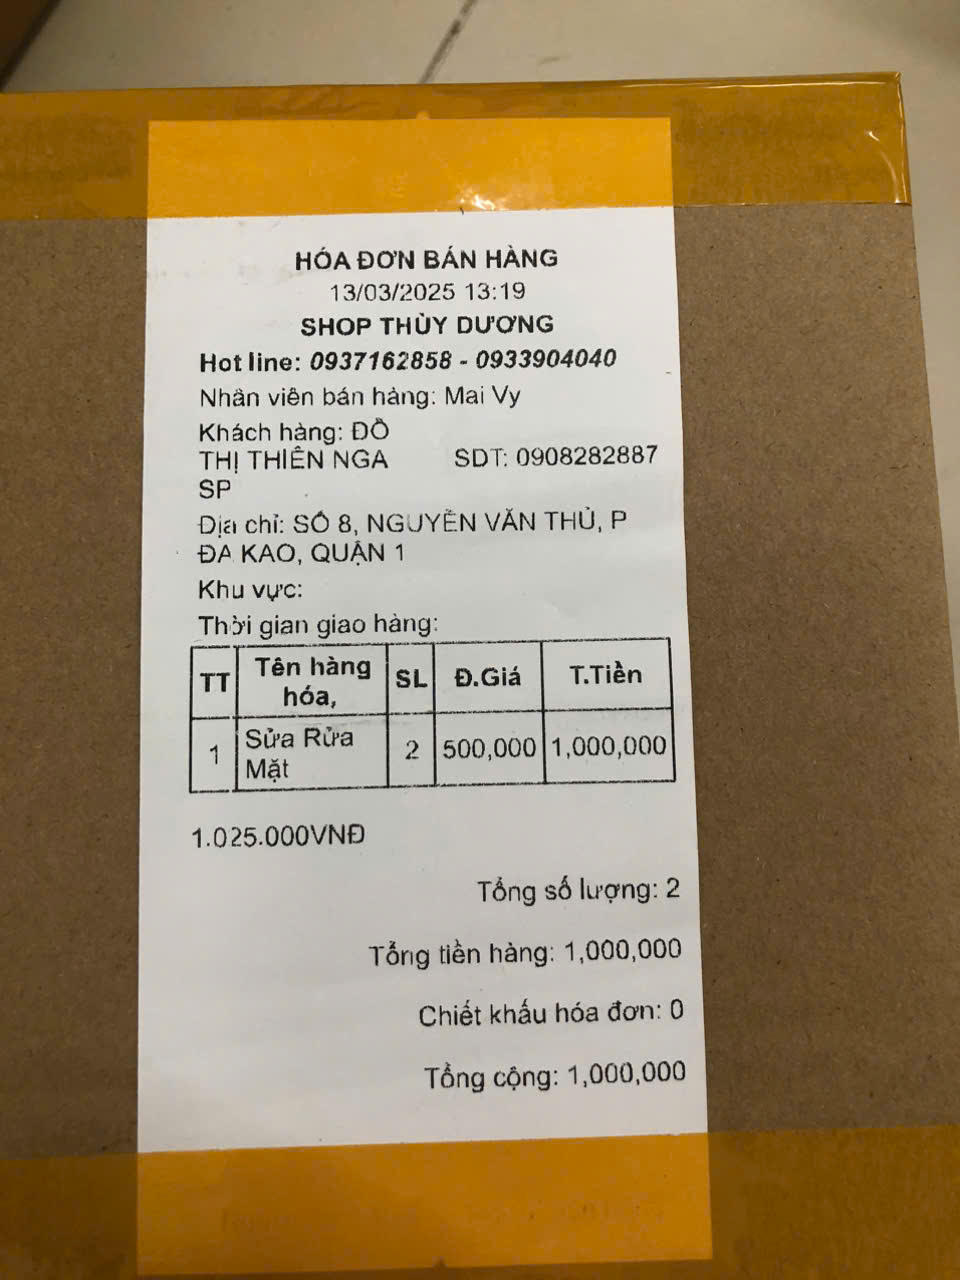 HÓA ĐƠN BÁN HÀNG
13/03/2025 13:19
SHOP THÙY DƯƠNG
Hot line: 0937162858 - 0933904040
Nhân viên bán hàng: Mai Vy
Khách hàng: ĐỖ
THỊ THIÊN NGA SDT: 0908282887
SP
Địa chỉ: SỐ 8, NGUYỄN VĂN THỦ, P
ĐA KAO, QUẬN 1
Khu vực:
Thời gian giao hàng:
TT Tên hàng hóa, SL Đ.Giá T.Tiền
1 Sửa Rửa Mặt 2 500,000 1,000,000
1.025.000VNĐ
Tổng số lượng: 2
Tổng tiền hàng: 1,000,000
Chiết khấu hóa đơn: 0
Tổng cộng: 1,000,000